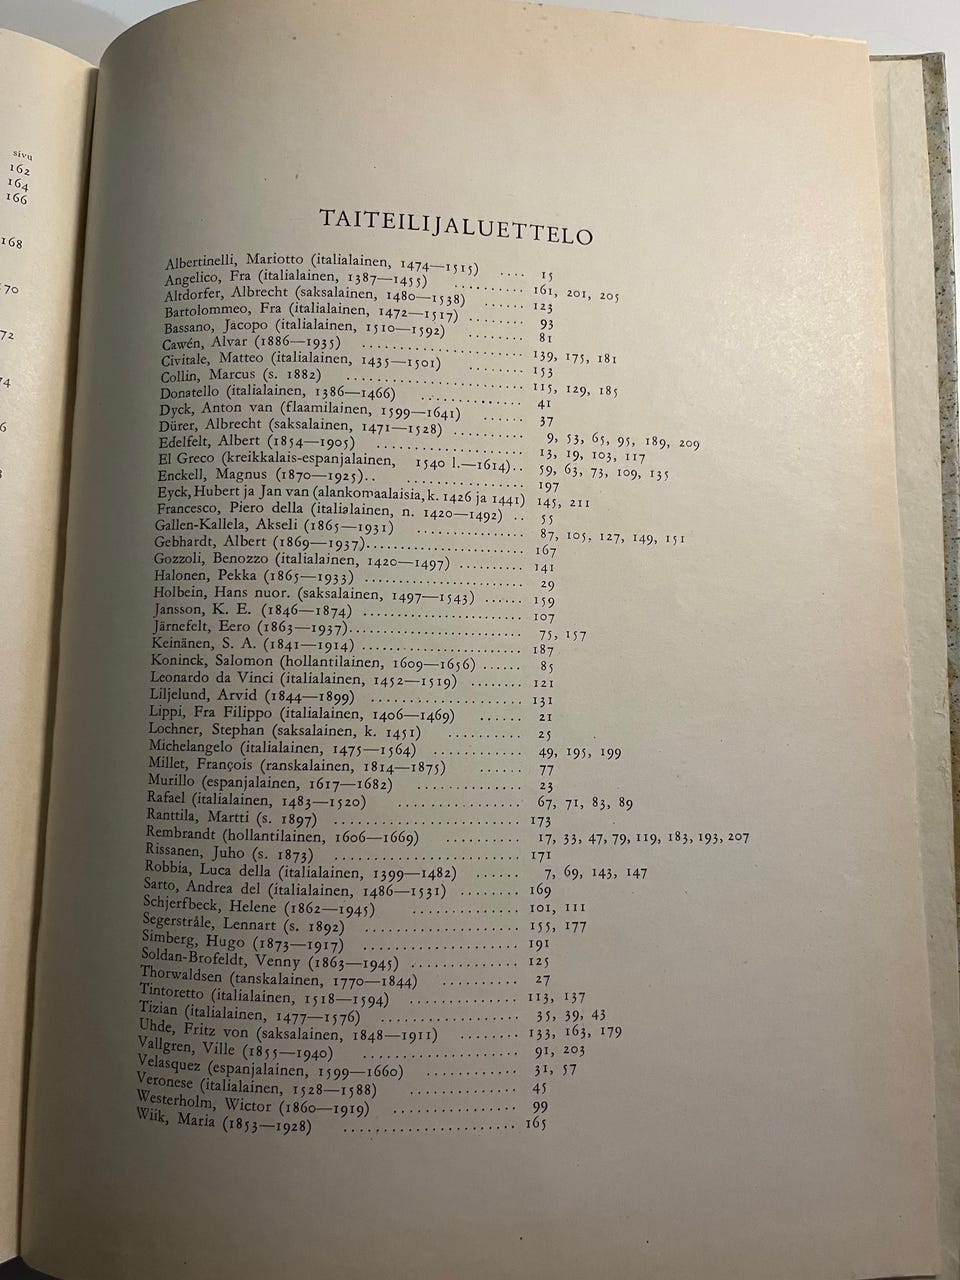 sivu
162
164
166
168
70
72
74
6
TAITEILIJALUETTELO
Albertinelli, Mariotto (italialainen, 1474—1515) .... 15
Angelico, Fra (italialainen, 1387—1455) .......... 161, 201, 205
Altdorfer, Albrecht (saksalainen, 1480—1538) ...... 123
Bartolommeo, Fra (italialainen, 1472—1517) ........ 93
Bassano, Jacopo (italialainen, 1510—1592) ........ 81
Cawén, Alvar (1886—1935) .................... 139, 175, 181
Civitale, Matteo (italialainen, 1435—1501) ........ 153
Collin, Marcus (s. 1882) ...................... 115, 129, 185
Donatello (italialainen, 1386—1466) ............ 41
Dyck, Anton van (flaamilainen, 1599—1641) ...... 37
Dürer, Albrecht (saksalainen, 1471—1528) .......... 9, 53, 65, 95, 189, 209
Edelfelt, Albert (1854—1905) .................. 13, 19, 103, 117
El Greco (kreikkalais-espanjalainen, 1540 l.—1614).. 59, 63, 73, 109, 135
Enckell, Magnus (1870—1925).. .................. 197
Eyck, Hubert ja Jan van (alankomaalaisia, k. 1426 ja 1441) 145, 211
Francesco, Piero della (italialainen, n. 1420—1492) .. 55
Gallen-Kallela, Akseli (1865—1931) .............. 87, 105, 127, 149, 151
Gebhardt, Albert (1869—1937)...................... 167
Gozzoli, Benozzo (italialainen, 1420—1497) .......... 141
Halonen, Pekka (1865—1933) ...................... 29
Holbein, Hans nuor. (saksalainen, 1497—1543) ...... 159
Jansson, K. E. (1846—1874) ...................... 107
Järnefelt, Eero (1863—1937)........................ 75, 157
Keinänen, S. A. (1841—1914) ...................... 187
Koninck, Salomon (hollantilainen, 1609—1656) ...... 85
Leonardo da Vinci (italialainen, 1452—1519) ........ 121
Liljelund, Arvid (1844—1899) .................... 131
Lippi, Fra Filippo (italialainen, 1406—1469) ...... 21
Lochner, Stephan (saksalainen, k. 1451) .......... 25
Michelangelo (italialainen, 1475—1564) ............ 49, 195, 199
Millet, François (ranskalainen, 1814—1875) ...... 77
Murillo (espanjalainen, 1617—1682) .............. 23
Rafael (italialainen, 1483—1520) ................ 67, 71, 83, 89
Ranttila, Martti (s. 1897) ........................ 173
Rembrandt (hollantilainen, 1606—1669) .......... 17, 33, 47, 79, 119, 183, 193, 207
Rissanen, Juho (s. 1873) ........................ 171
Robbia, Luca della (italialainen, 1399—1482) ...... 7, 69, 143, 147
Sarto, Andrea del (italialainen, 1486—1531) ........ 169
Schjerfbeck, Helene (1862—1945) .............. 101, 111
Segerstråle, Lennart (s. 1892) .................... 155, 177
Simberg, Hugo (1873—1917) .................... 191
Soldan-Brofeldt, Venny (1863—1945) .............. 125
Thorwaldsen (tanskalainen, 1770—1844) .......... 27
Tintoretto (italialainen, 1518—1594) .............. 113, 137
Tizian (italialainen, 1477—1576) .................. 35, 39, 43
Uhde, Fritz von (saksalainen, 1848—1911) ........ 133, 163, 179
Vallgren, Ville (1855—1940) .................... 91, 203
Velasquez (espanjalainen, 1599—1660) ............ 31, 57
Veronese (italialainen, 1528—1588) .............. 45
Westerholm, Wictor (1860—1919) ................ 99
Wiik, Maria (1853—1928) ...................... 165